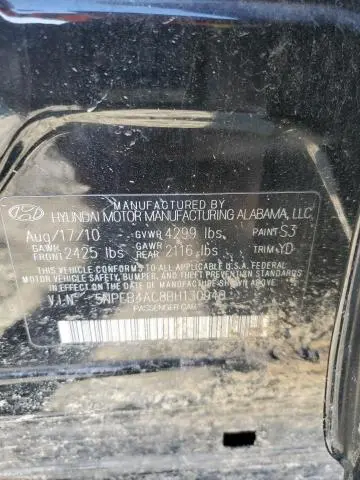 MANUFACTURED BY
HYUNDAI MOTOR MANUFACTURING ALABAMA, LLC
Aug/17/10 GVWR 4299 lbs PAINT S3
GAWR FRONT 2425 lbs GAWR REAR 2116 lbs TRIM YD
THIS VEHICLE CONFORMS TO ALL APPLICABLE U.S.A. FEDERAL
MOTOR VEHICLE SAFETY, BUMPER, AND THEFT PREVENTION
STANDARDS IN EFFECT ON THE DATE OF MANUFACTURE SHOWN ABOVE.
V.I.N 5NPEB4AC8BH130948
PASSENGER CAR